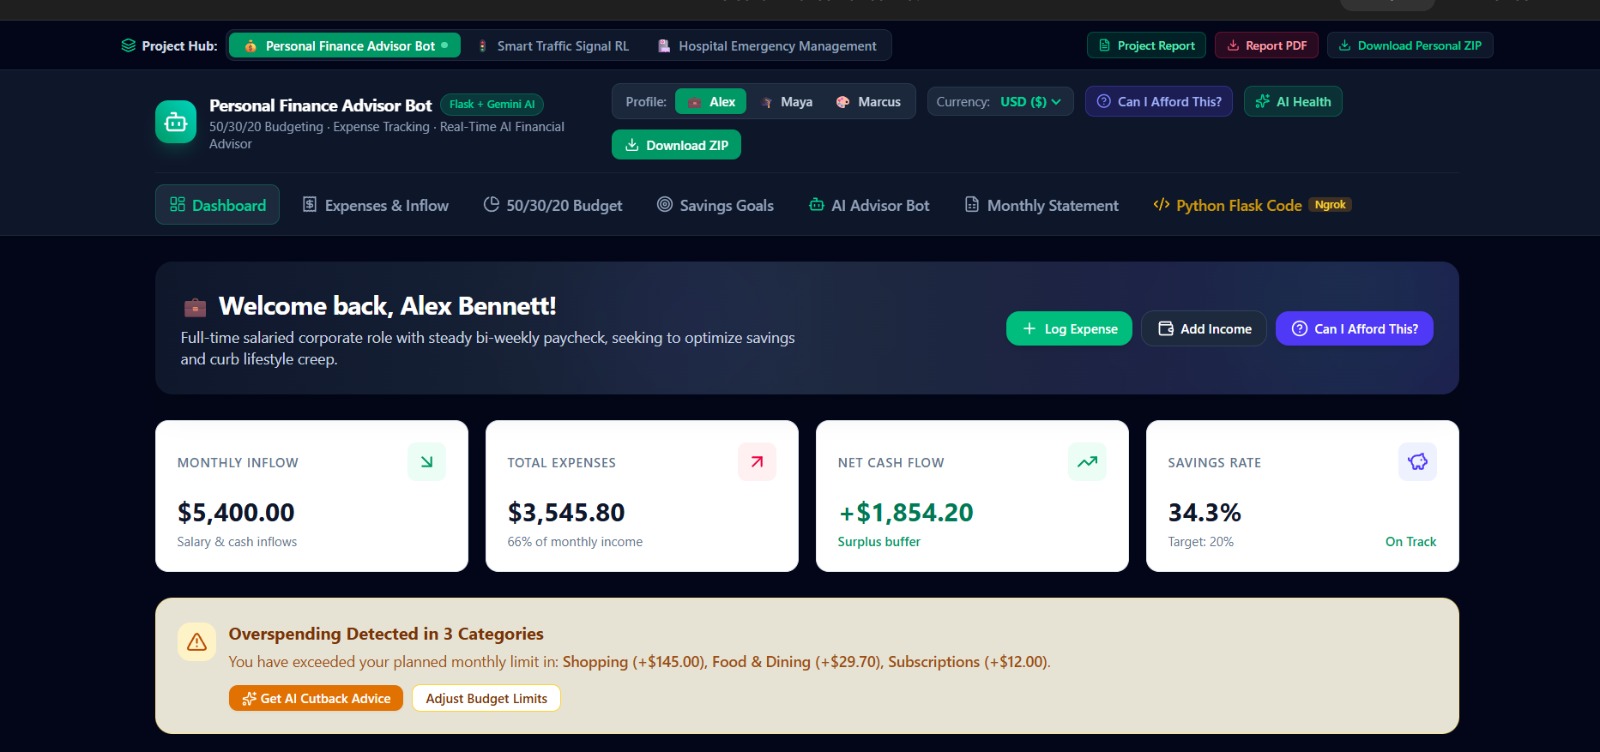 Project Hub: Personal Finance Advisor Bot Smart Traffic Signal RL Hospital Emergency Management Project Report Report PDF Download Personal ZIP
Personal Finance Advisor Bot Flask + Gemini AI
50/30/20 Budgeting · Expense Tracking · Real-Time AI Financial
Advisor
Profile: Alex Maya Marcus Currency: USD ($) Can I Afford This? AI Health
Download ZIP
Dashboard Expenses & Inflow 50/30/20 Budget Savings Goals AI Advisor Bot Monthly Statement Python Flask Code Ngrok
Welcome back, Alex Bennett!
Full-time salaried corporate role with steady bi-weekly paycheck, seeking to optimize savings
and curb lifestyle creep.
Log Expense Add Income Can I Afford This?
MONTHLY INFLOW
$5,400.00
Salary & cash inflows
TOTAL EXPENSES
$3,545.80
66% of monthly income
NET CASH FLOW
+$1,854.20
Surplus buffer
SAVINGS RATE
34.3%
Target: 20% On Track
Overspending Detected in 3 Categories
You have exceeded your planned monthly limit in: Shopping (+$145.00), Food & Dining (+$29.70), Subscriptions (+$12.00).
Get AI Cutback Advice Adjust Budget Limits